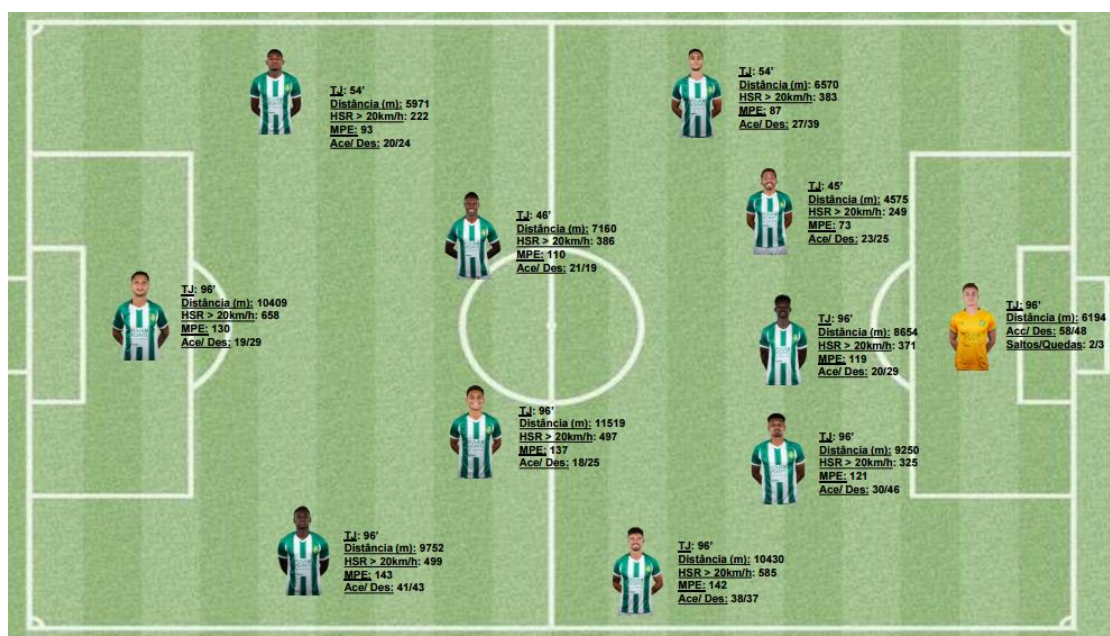 TJ: 54'
Distância (m): 5971
HSR > 20km/h: 222
MPE: 93
Ace/ Des: 20/24
TJ: 54'
Distância (m): 6570
HSR > 20km/h: 383
MPE: 87
Ace/ Des: 27/39
TJ: 46'
Distância (m): 7160
HSR > 20km/h: 386
MPE: 110
Ace/ Des: 21/19
TJ: 45'
Distância (m): 4575
HSR > 20km/h: 249
MPE: 73
Ace/ Des: 23/25
TJ: 96'
Distância (m): 10409
HSR > 20km/h: 658
MPE: 130
Ace/ Des: 19/29
TJ: 96'
Distância (m): 8654
HSR > 20km/h: 371
MPE: 119
Ace/ Des: 20/29
TJ: 96'
Distância (m): 6194
Acc/ Des: 58/48
Saltos/Quedas: 2/3
TJ: 96'
Distância (m): 11519
HSR > 20km/h: 497
MPE: 137
Ace/ Des: 18/25
TJ: 96'
Distância (m): 9250
HSR > 20km/h: 325
MPE: 121
Ace/ Des: 30/46
TJ: 96'
Distância (m): 9752
HSR > 20km/h: 499
MPE: 143
Ace/ Des: 41/43
TJ: 96'
Distância (m): 10430
HSR > 20km/h: 585
MPE: 142
Ace/ Des: 38/37